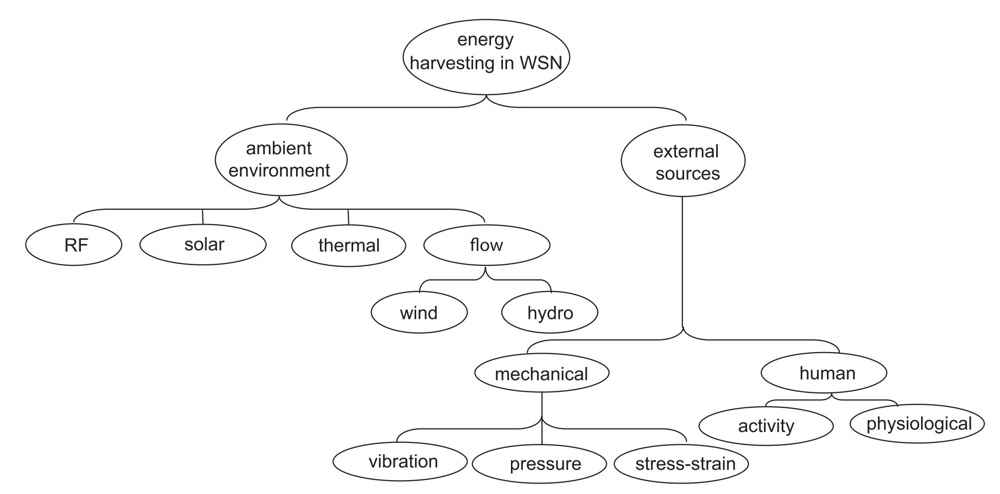 energy
harvesting in WSN
ambient
environment
external
sources
RF
solar
thermal
flow
wind
hydro
mechanical
human
activity
physiological
vibration
pressure
stress-strain